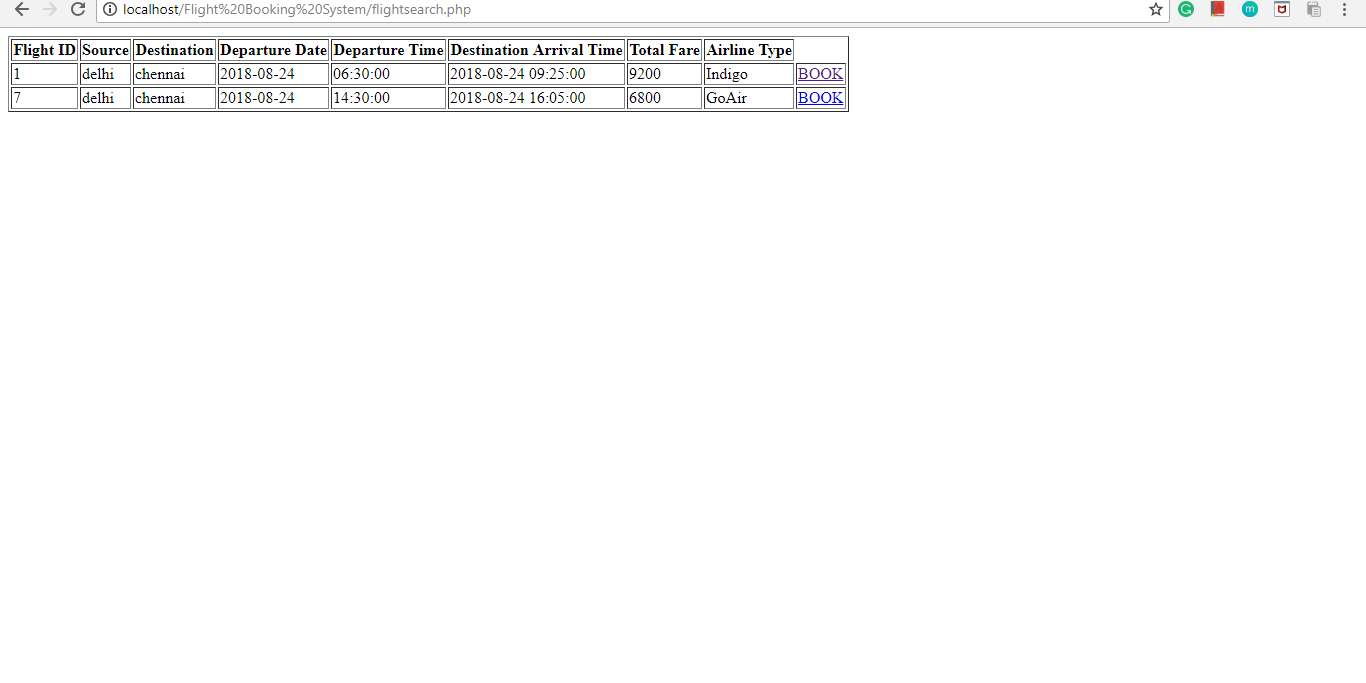 localhost/Flight%20Booking%20System/flightsearch.php
m
Flight ID Source Destination Departure Date Departure Time Destination Arrival Time Total Fare Airline Type
1 delhi chennai 2018-08-24 06:30:00 2018-08-24 09:25:00 9200 Indigo BOOK
7 delhi chennai 2018-08-24 14:30:00 2018-08-24 16:05:00 6800 GoAir BOOK